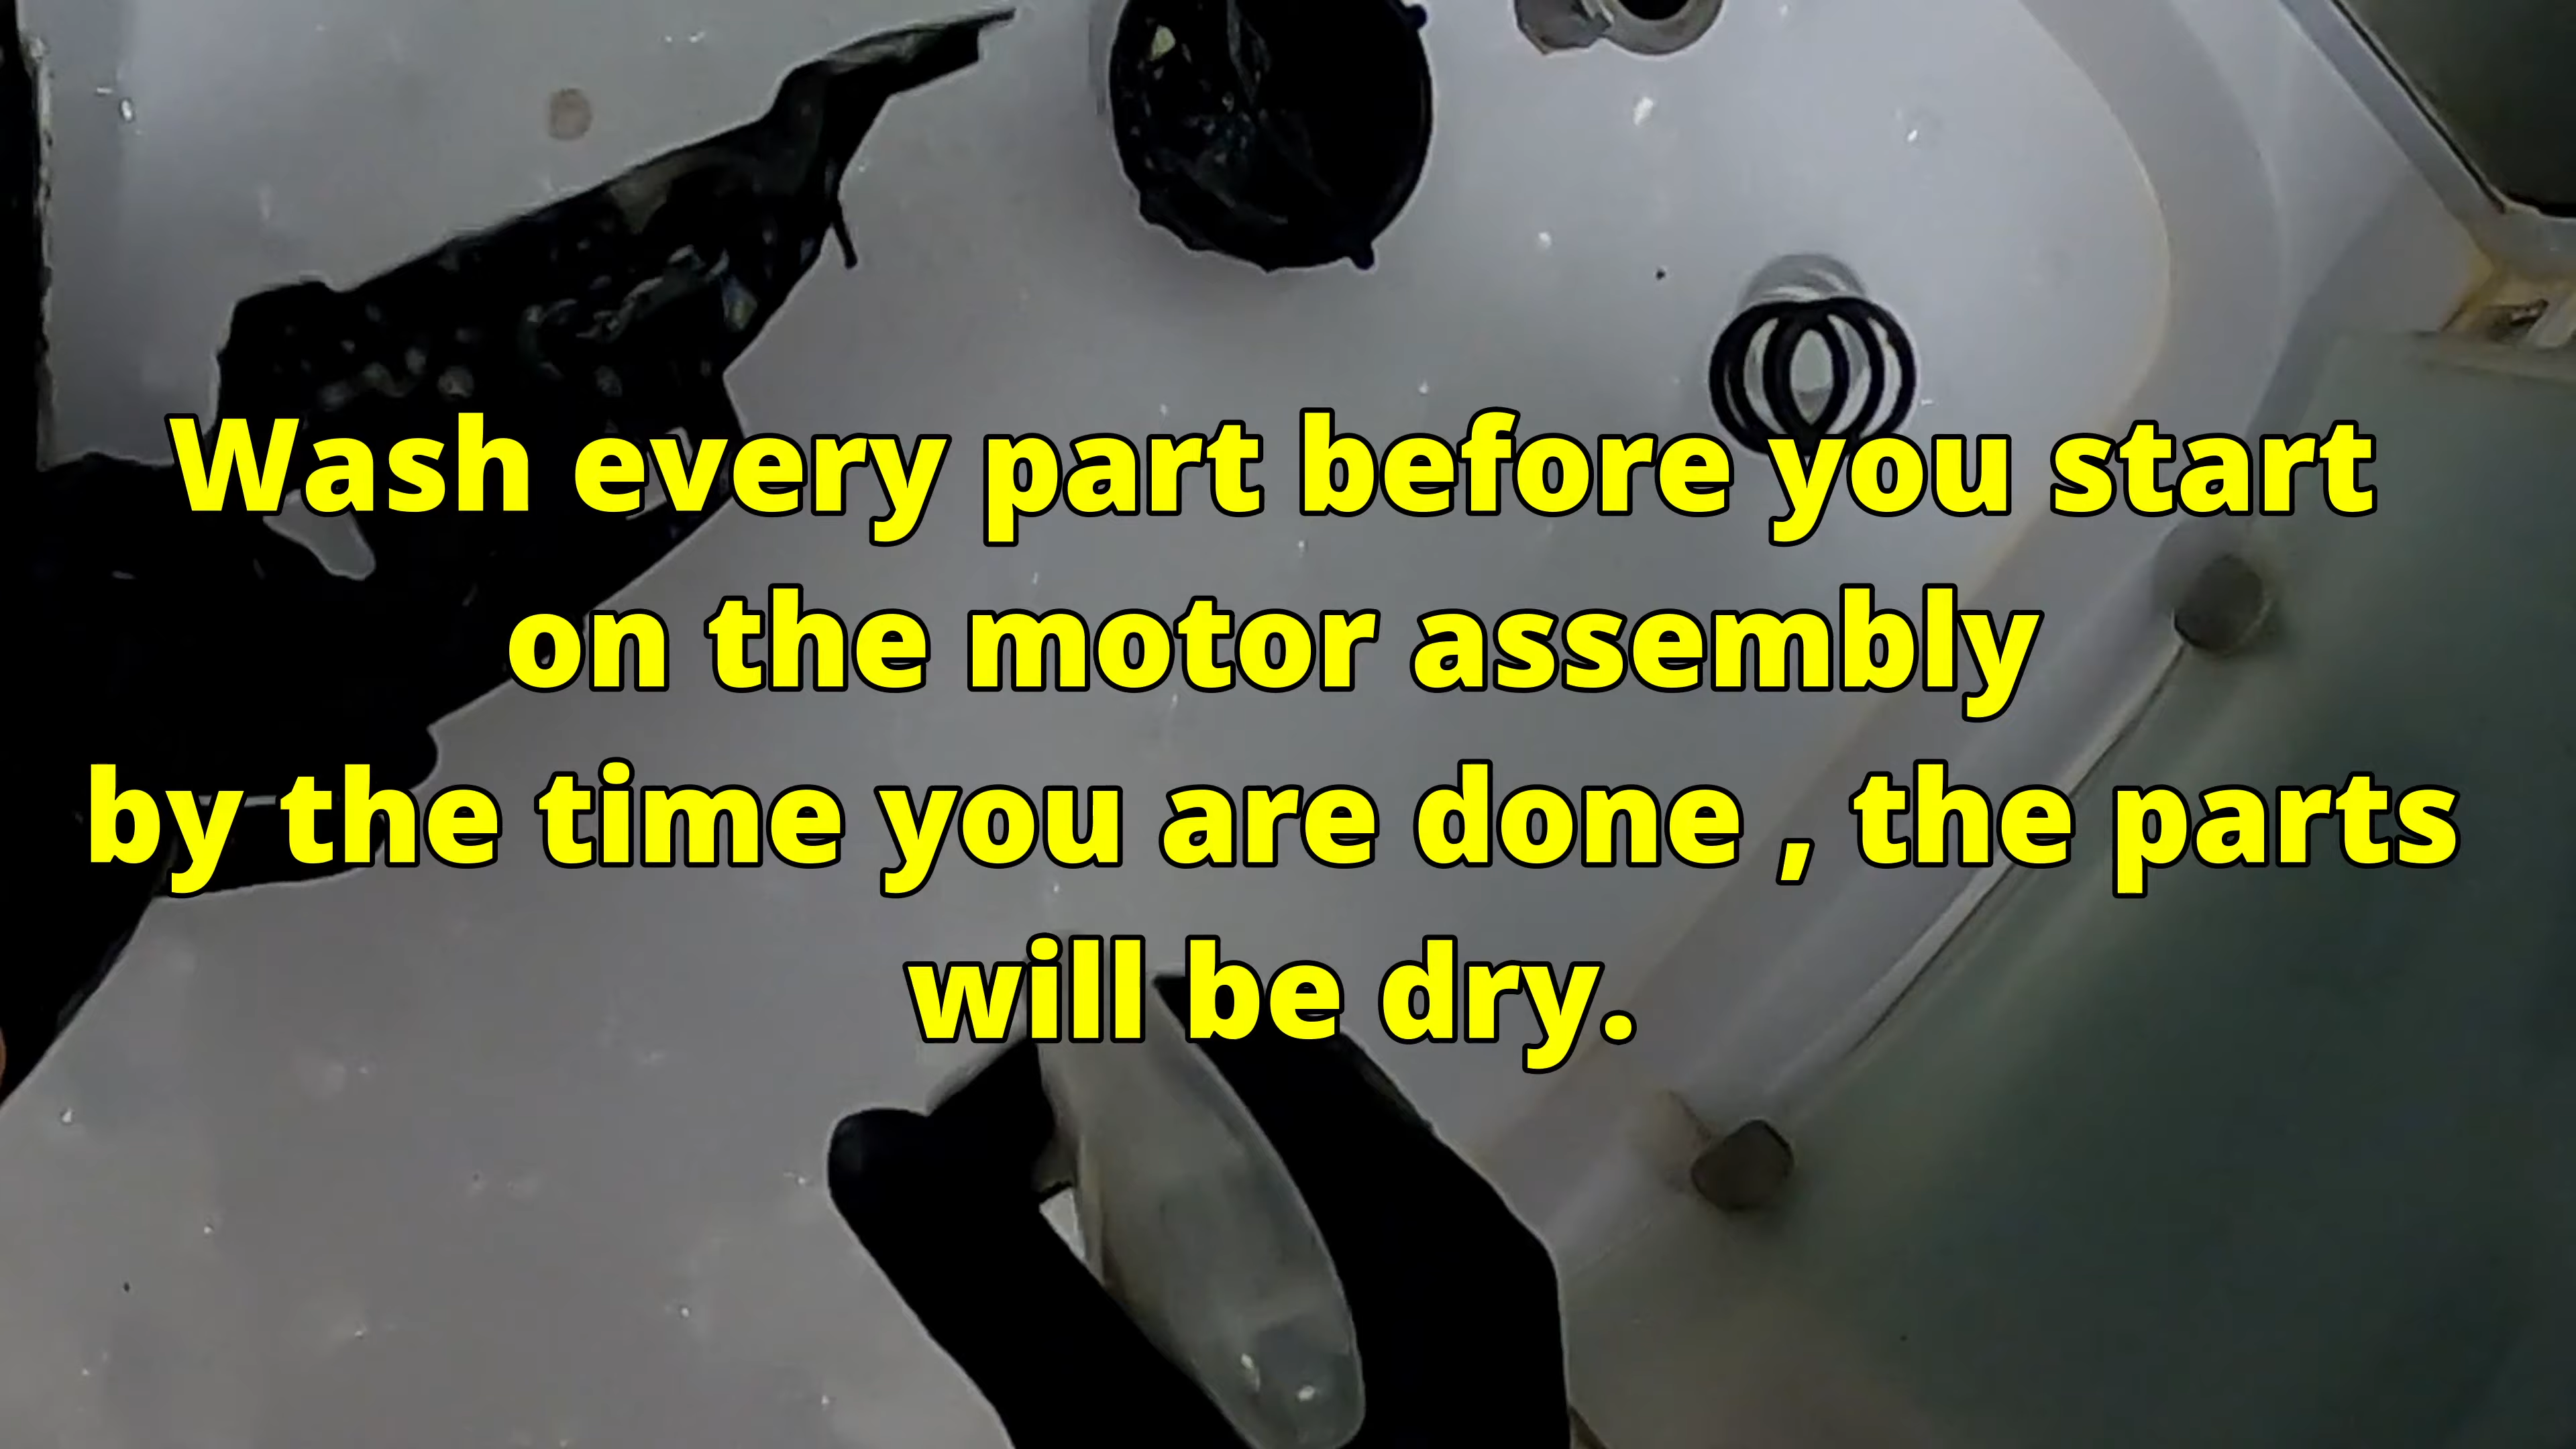 Wash every part before you start
on the motor assembly
by the time you are done , the parts
will be dry.